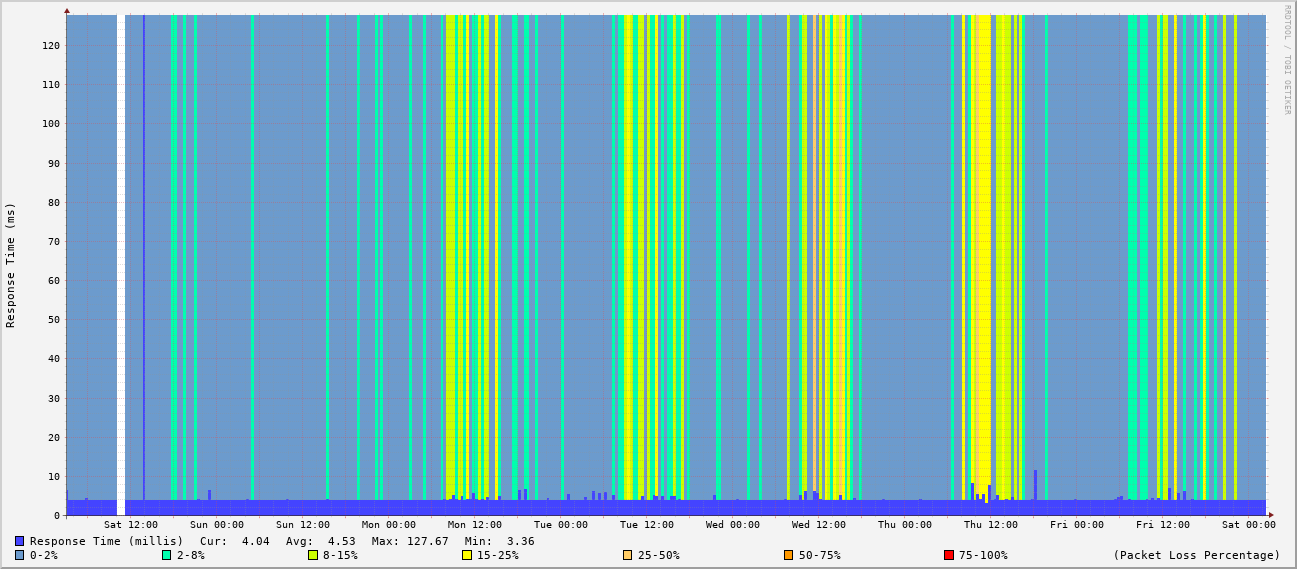 RRDTOOL / TOBI OETIKER
Response Time (ms)
120
110
100
90
80
70
60
50
40
30
20
10
0
Sat 12:00 Sun 00:00 Sun 12:00 Mon 00:00 Mon 12:00 Tue 00:00 Tue 12:00 Wed 00:00 Wed 12:00 Thu 00:00 Thu 12:00 Fri 00:00 Fri 12:00 Sat 00:00
Response Time (millis) Cur: 4.04 Avg: 4.53 Max: 127.67 Min: 3.36
0-2% 2-8% 8-15% 15-25% 25-50% 50-75% 75-100% (Packet Loss Percentage)